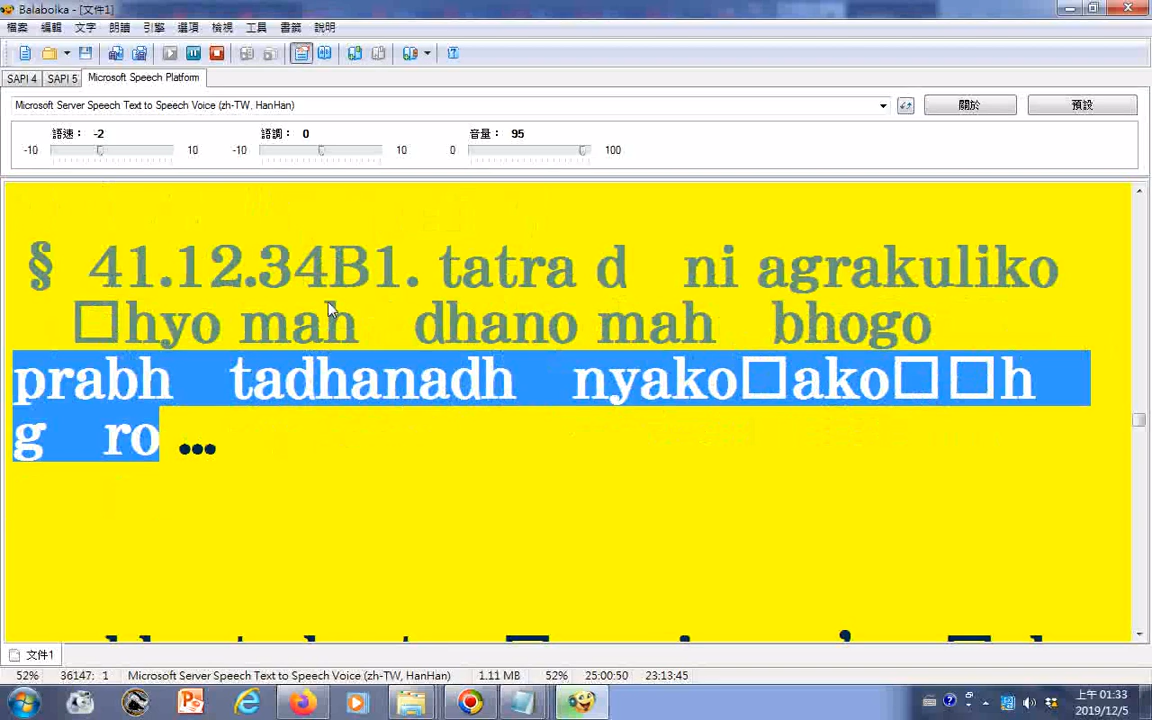 Balabolka - [文件1]
檔案 編輯 文字 朗讀 引擎 選項 檢視 工具 書籤 說明
SAPI 4 SAPI 5 Microsoft Speech Platform
Microsoft Server Speech Text to Speech Voice (zh-TW, HanHan) 關於 預設
語速： -2 語調： 0 音量： 95
-10 10 -10 10 0 100
§ 41.12.34B1. tatra d ni agrakuliko
□hyo mah dhano mah bhogo
prabh tadhanadh nyako□ako□□h
g ro ...
文件1
52% 36147: 1 Microsoft Server Speech Text to Speech Voice (zh-TW, HanHan) 1.11 MB 52% 25:00:50 23:13:45
上午 01:33
2019/12/5